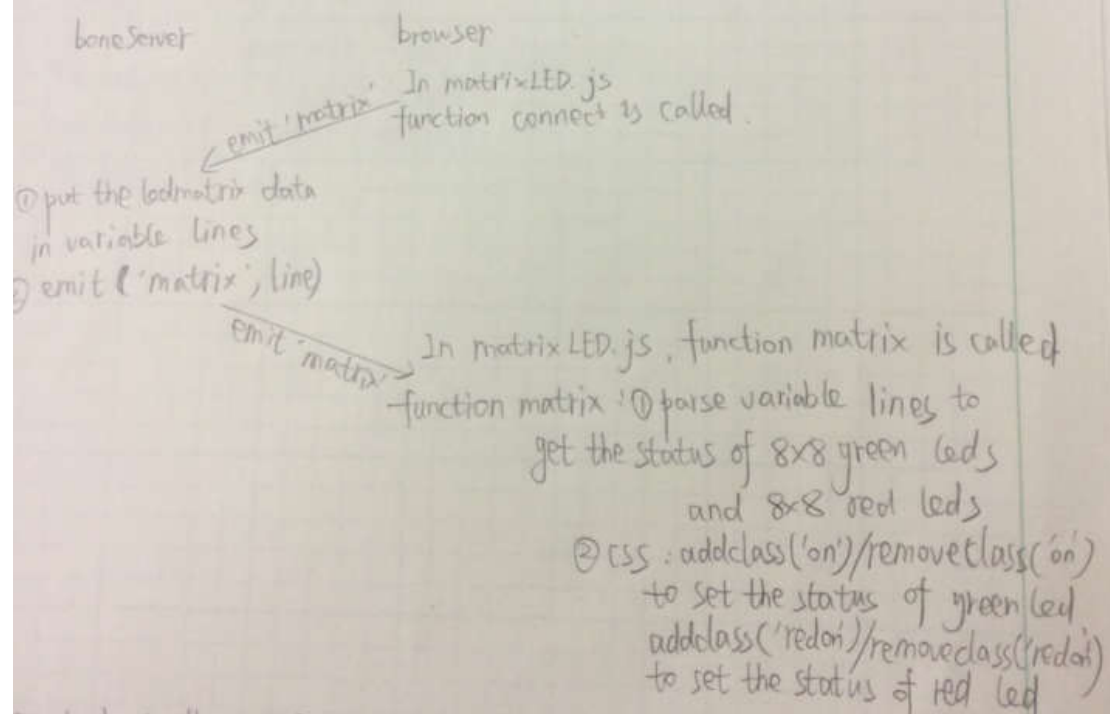 boneServer browser
In matrixLED.js
function connect is called.
emit 'matrix'
① put the ledmatrix data
in variable lines
② emit ('matrix', line)
emit 'matrix'
In matrixLED.js, function matrix is called
function matrix: ① parse variable lines to
get the status of 8x8 green leds
and 8x8 red leds
② css: addclass('on')/removeclass('on')
to set the status of green led
addclass('redon')/removeclass('redon')
to set the status of red led